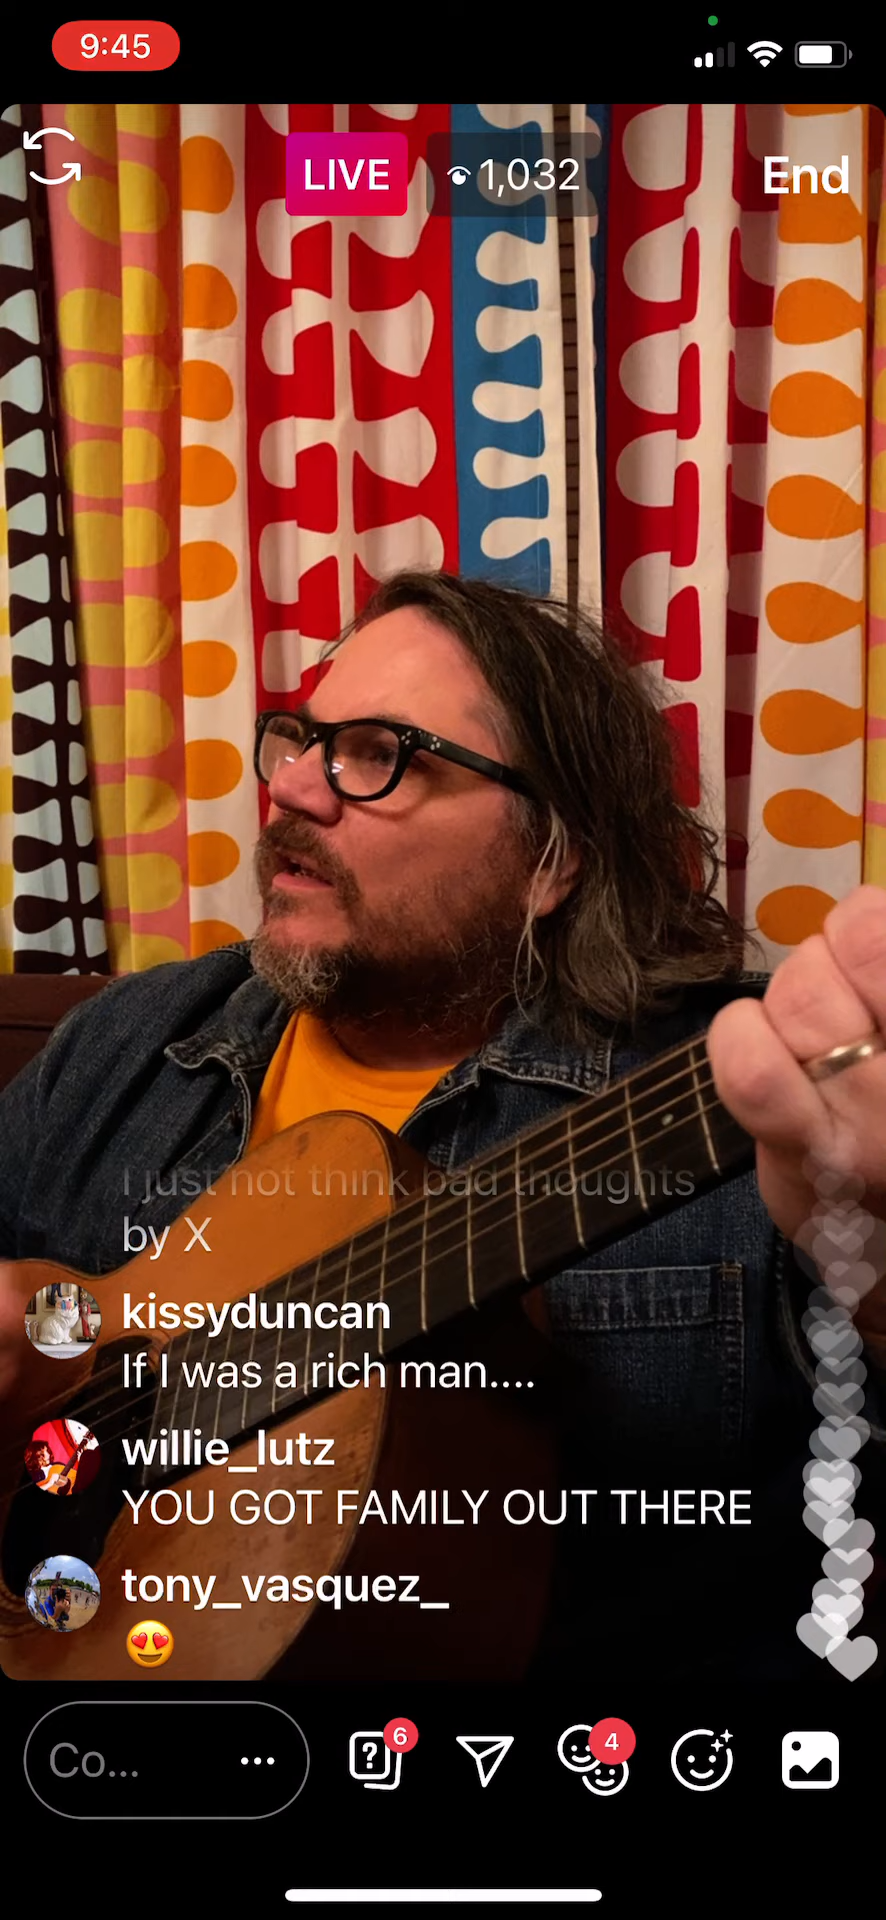 9:45
LIVE
1,032
End
I just not think bad thoughts
by X
kissyduncan
If I was a rich man....
willie_lutz
YOU GOT FAMILY OUT THERE
tony_vasquez_
😍
Co...
6
4